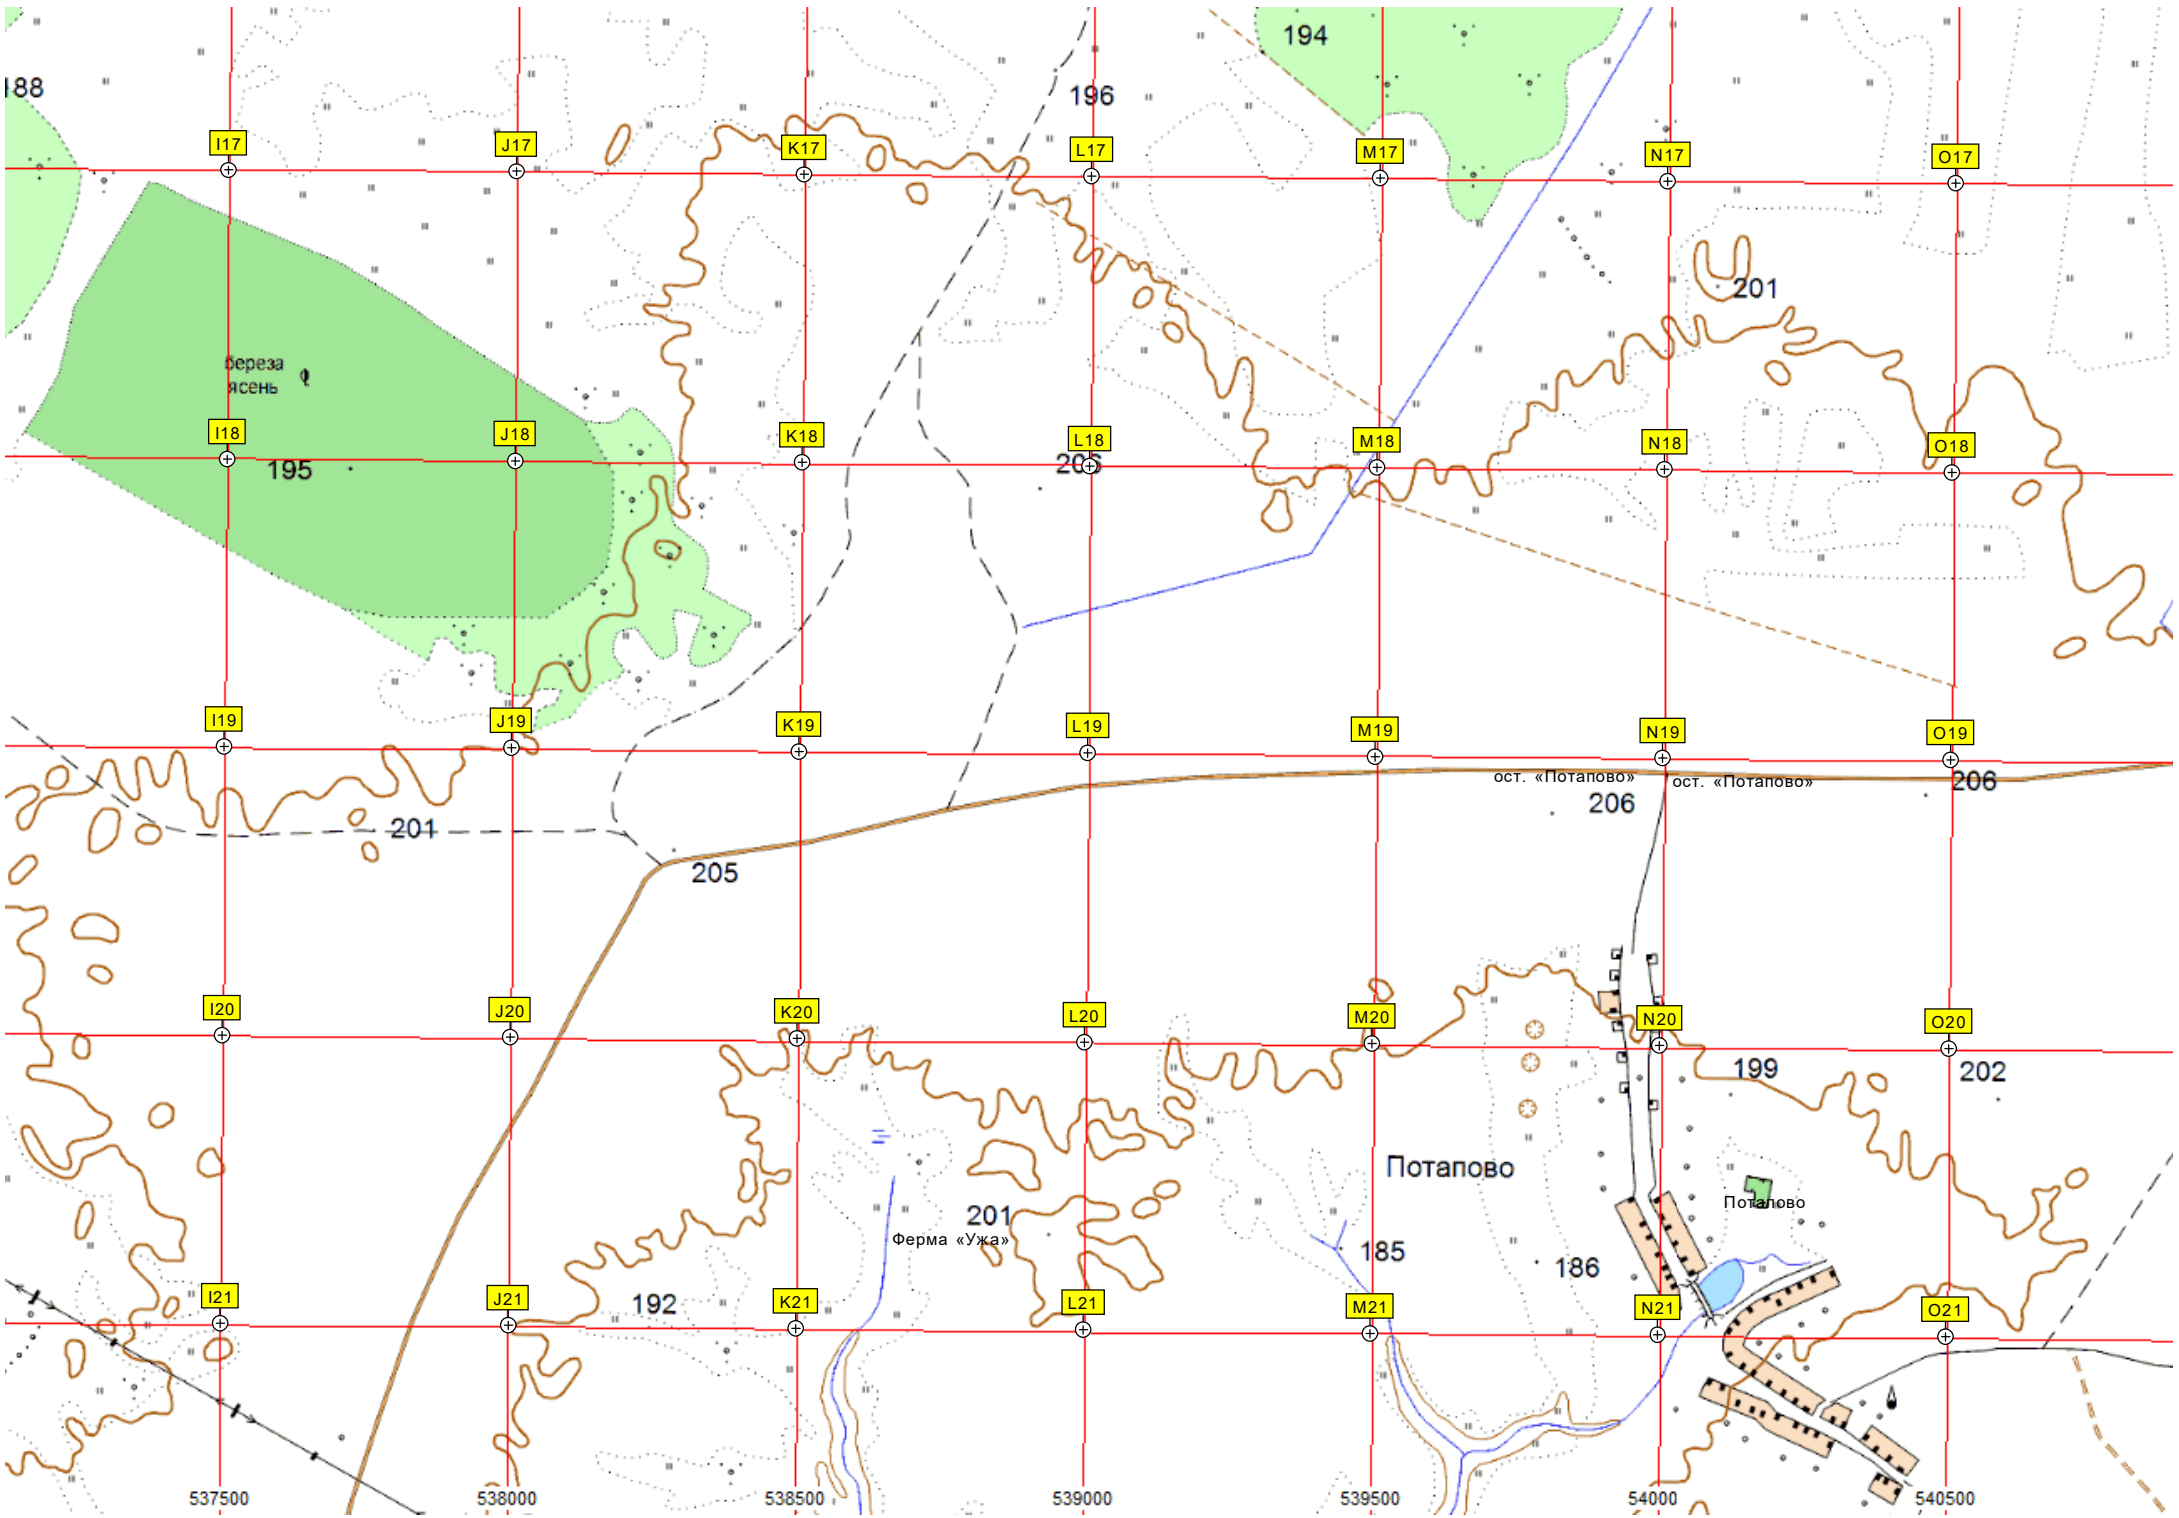 194
188
196
I17
J17
K17
L17
M17
N17
O17
201
береза
ясень
I18
J18
K18
L18
M18
N18
O18
195
206
I19
J19
K19
L19
M19
N19
O19
ост. «Потапово»
ост. «Потапово»
206
206
201
205
I20
J20
K20
L20
M20
N20
O20
199
202
Потапово
Потапово
201
Ферма «Ужа»
185
186
192
I21
J21
K21
L21
M21
N21
O21
537500
538000
538500
539000
539500
54000
540500